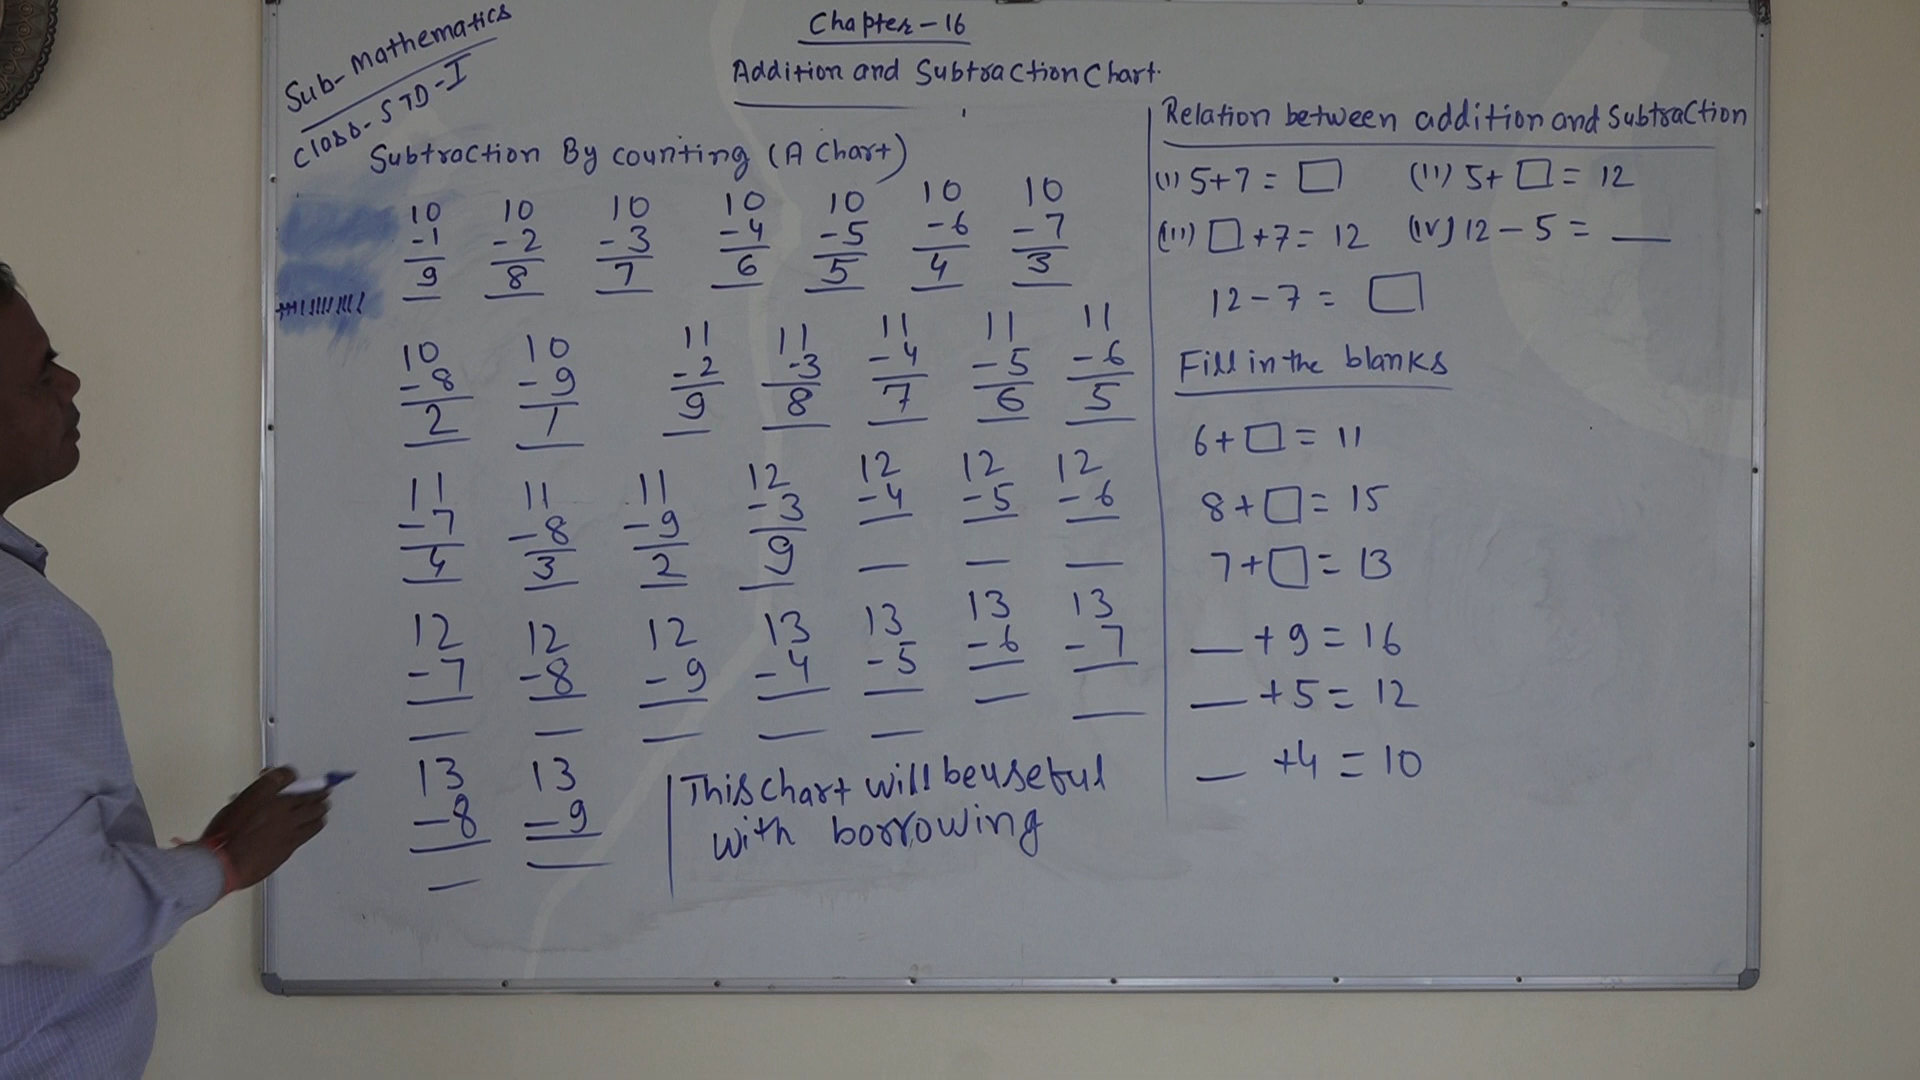 Sub- Mathematics
Class- STD-I
Chapter-16
Addition and Subtraction Chart.
Subtraction By counting (A Chart)
10 10 10 10 10 10 10
-1 -2 -3 -4 -5 -6 -7
9 8 7 6 5 4 3
10 10 11 11 11 11 11
-8 -9 -2 -3 -4 -5 -6
2 1 9 8 7 6 5
11 11 11 12 12 12 12
-7 -8 -9 -3 -4 -5 -6
4 3 2 9
12 12 12 13 13 13 13
-7 -8 -9 -4 -5 -6 -7
13 13
-8 -9
This chart will be useful
with borrowing
Relation between addition and Subtraction
(i) 5+7 = □ (ii) 5+ □ = 12
(iii) □ +7 = 12 (iv) 12 - 5 = __
12 - 7 = □
Fill in the blanks
6+ □ = 11
8+ □ = 15
7+ □ = 13
__ + 9 = 16
__ + 5 = 12
__ +4 = 10